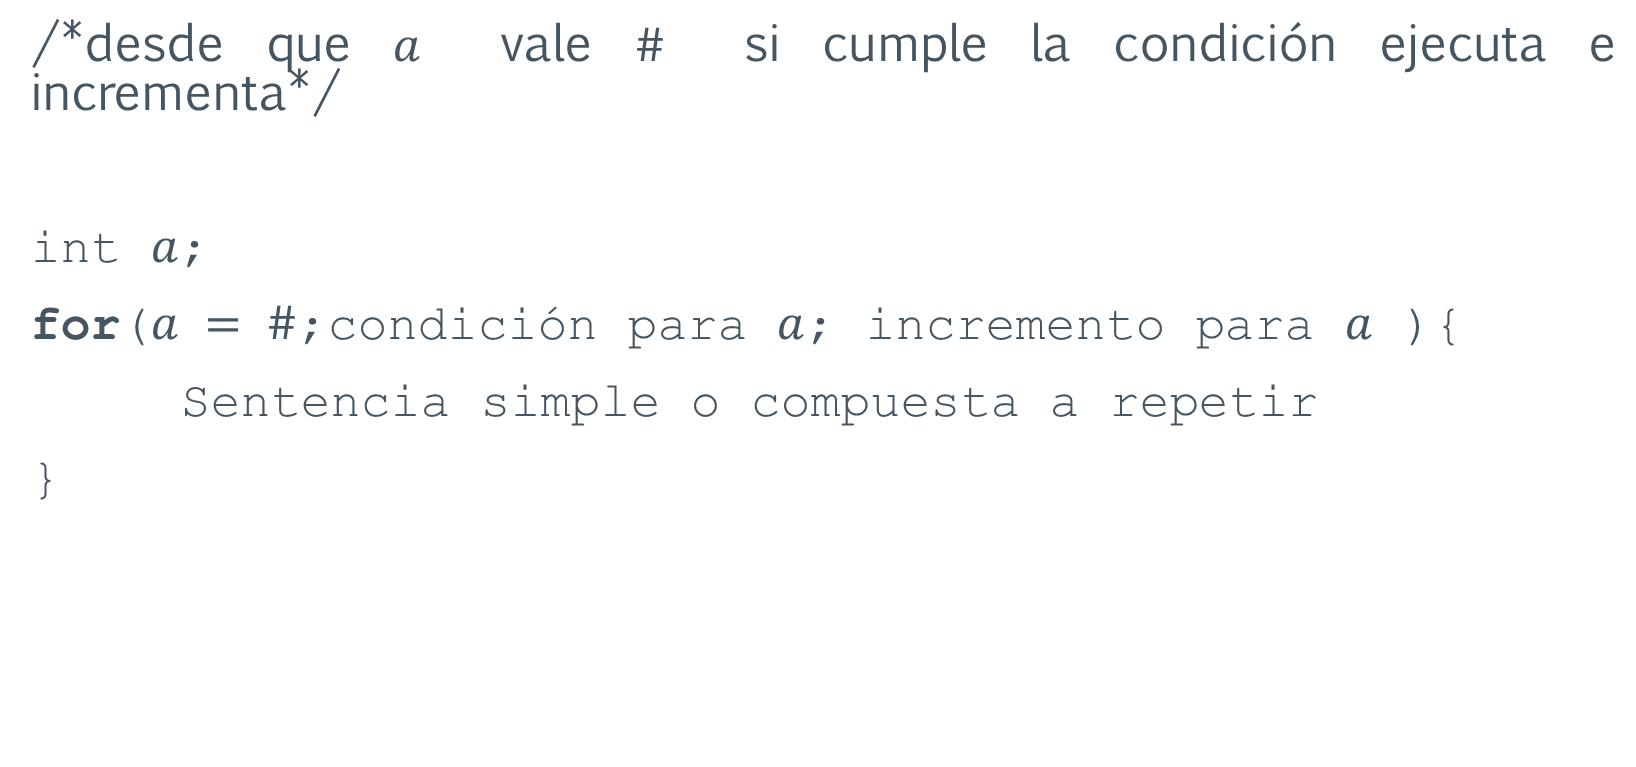 /*desde que a vale # si cumple la condición ejecuta e
incrementa*/
int a;
for(a = #;condición para a; incremento para a ){
Sentencia simple o compuesta a repetir
}